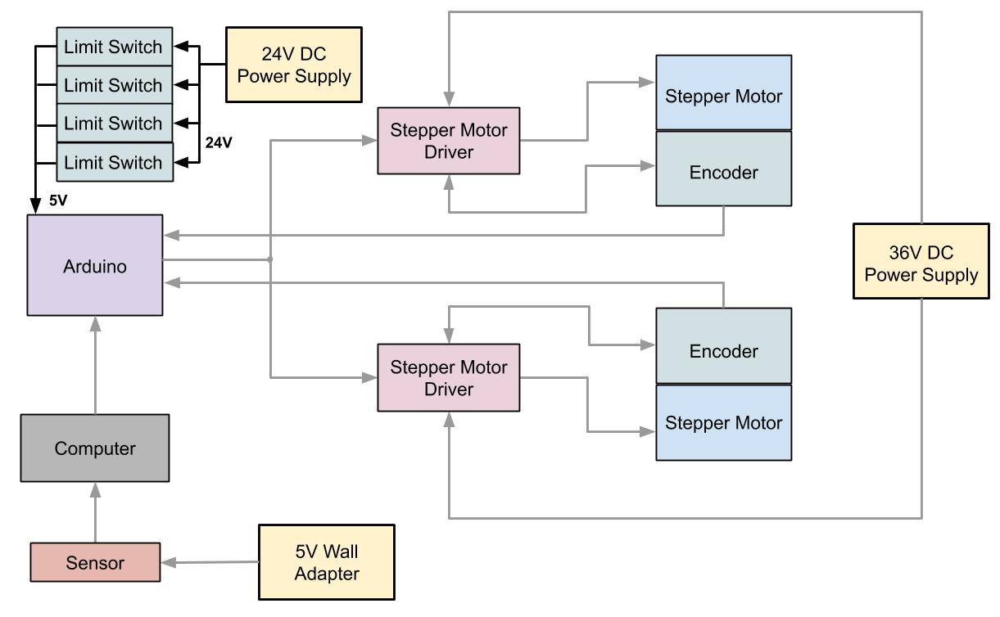 Limit Switch
Limit Switch
Limit Switch
Limit Switch
24V DC
Power Supply
24V
5V
Stepper Motor
Driver
Stepper Motor
Encoder
Arduino
36V DC
Power Supply
Stepper Motor
Driver
Encoder
Stepper Motor
Computer
Sensor
5V Wall
Adapter